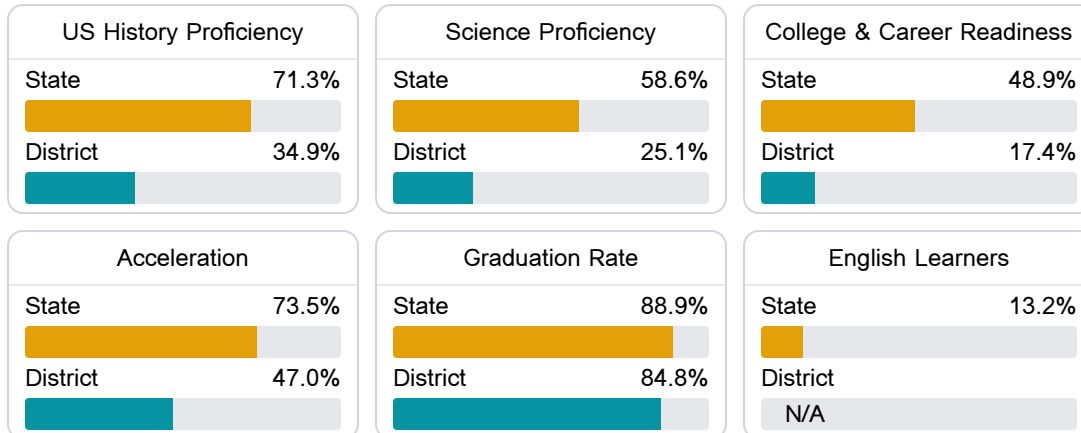 US History Proficiency
State 71.3%
District 34.9%
Science Proficiency
State 58.6%
District 25.1%
College & Career Readiness
State 48.9%
District 17.4%
Acceleration
State 73.5%
District 47.0%
Graduation Rate
State 88.9%
District 84.8%
English Learners
State 13.2%
District
N/A